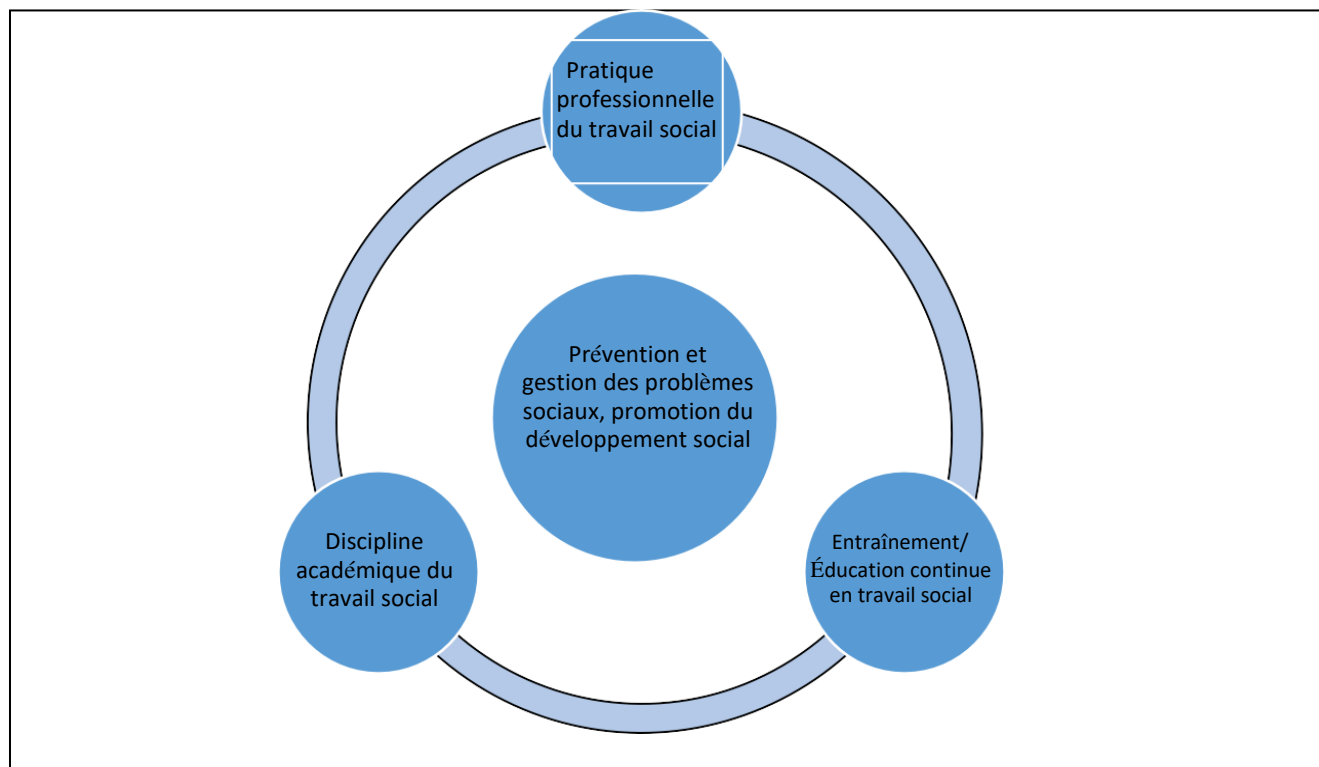 Pratique
professionnelle
du travail social
Prévention et
gestion des problèmes
sociaux, promotion du
développement social
Discipline
académique du
travail social
Entraînement/
Éducation continue
en travail social